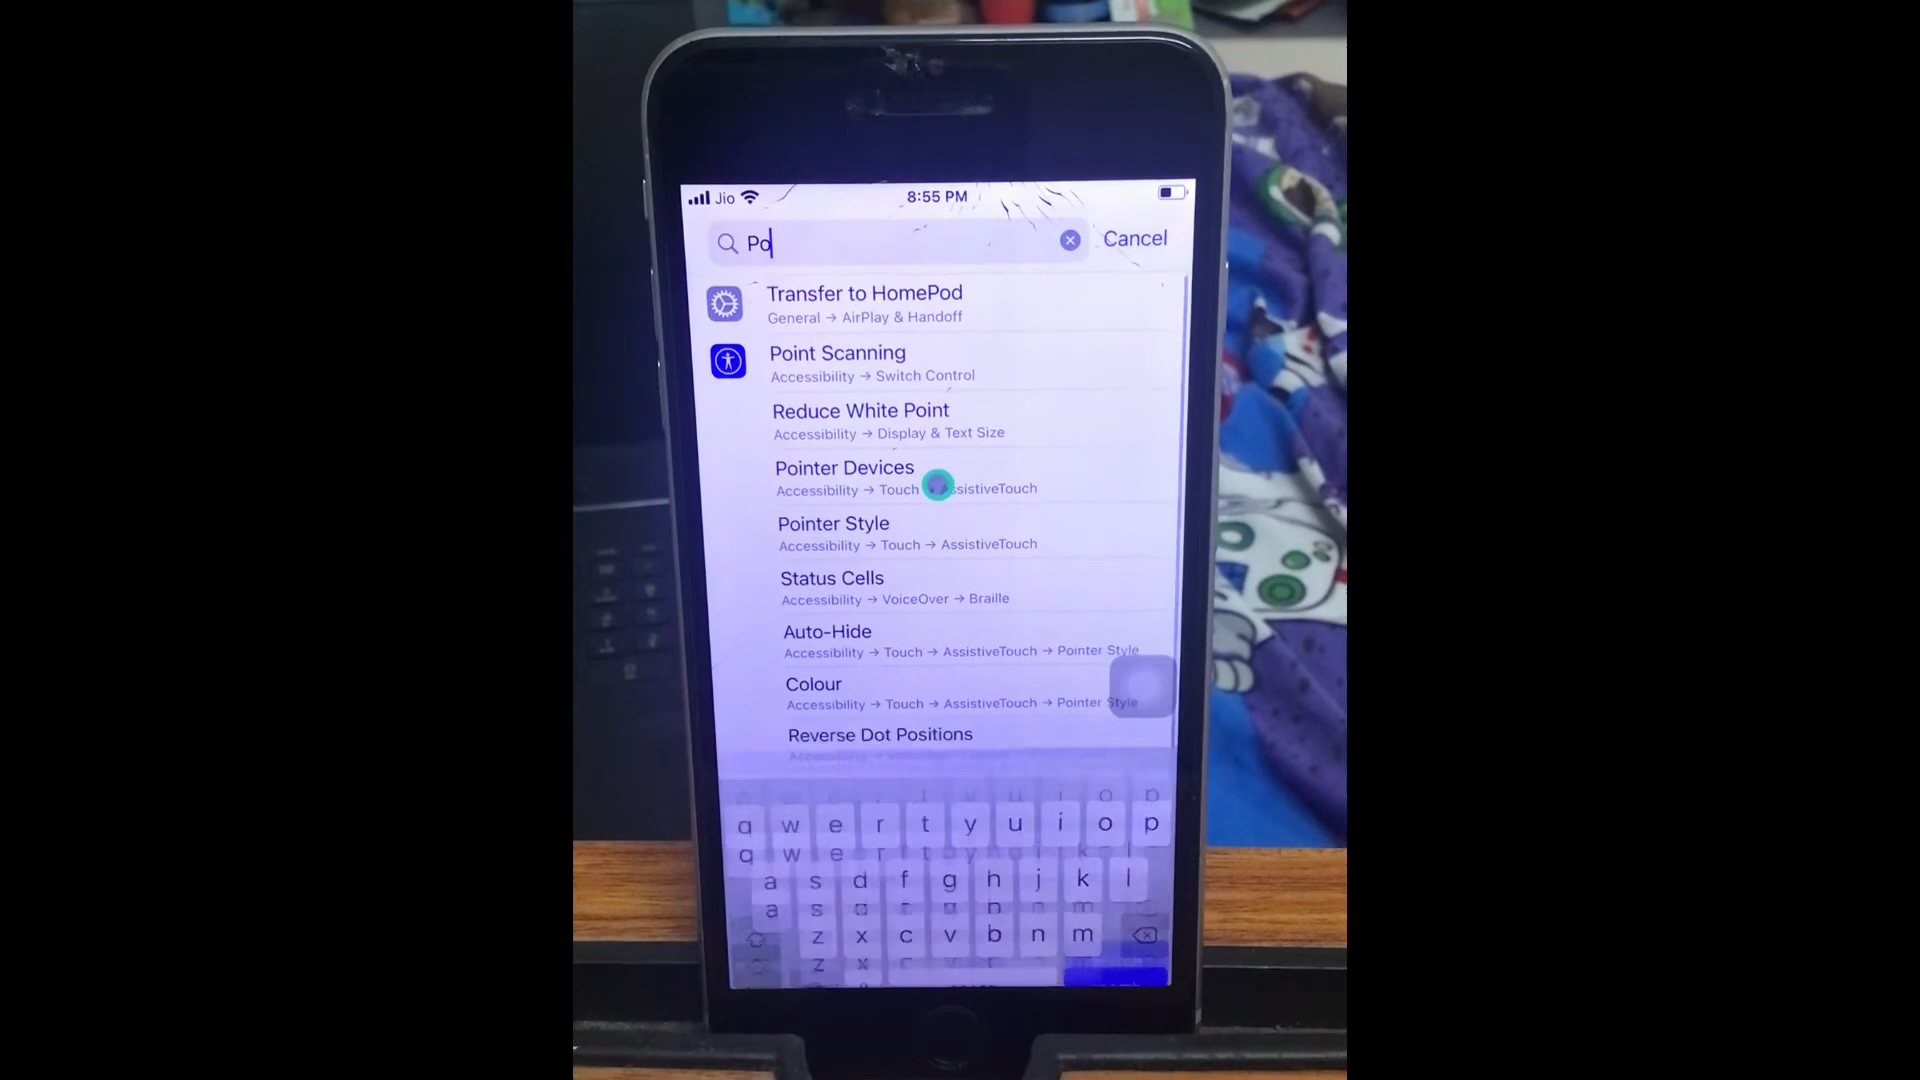 Jio
8:55 PM
Po
Cancel
Transfer to HomePod
General → AirPlay & Handoff
Point Scanning
Accessibility → Switch Control
Reduce White Point
Accessibility → Display & Text Size
Pointer Devices
Accessibility → Touch ssistiveTouch
Pointer Style
Accessibility → Touch → AssistiveTouch
Status Cells
Accessibility → VoiceOver → Braille
Auto-Hide
Accessibility → Touch → AssistiveTouch → Pointer Style
Colour
Accessibility → Touch → AssistiveTouch → Pointer Style
Reverse Dot Positions
q w e r t y u i o p
a s d f g h j k l
z x c v b n m